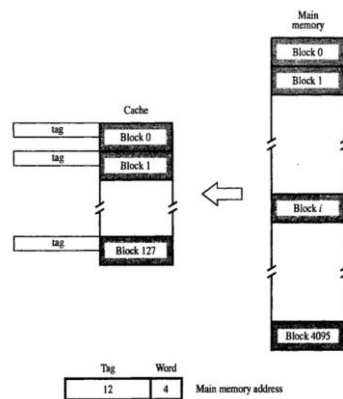 Main
memory
Block 0
Block 1
Cache
tag
Block 0
tag
Block 1
Block i
tag
Block 127
Block 4095
Tag
Word
12
4
Main memory address